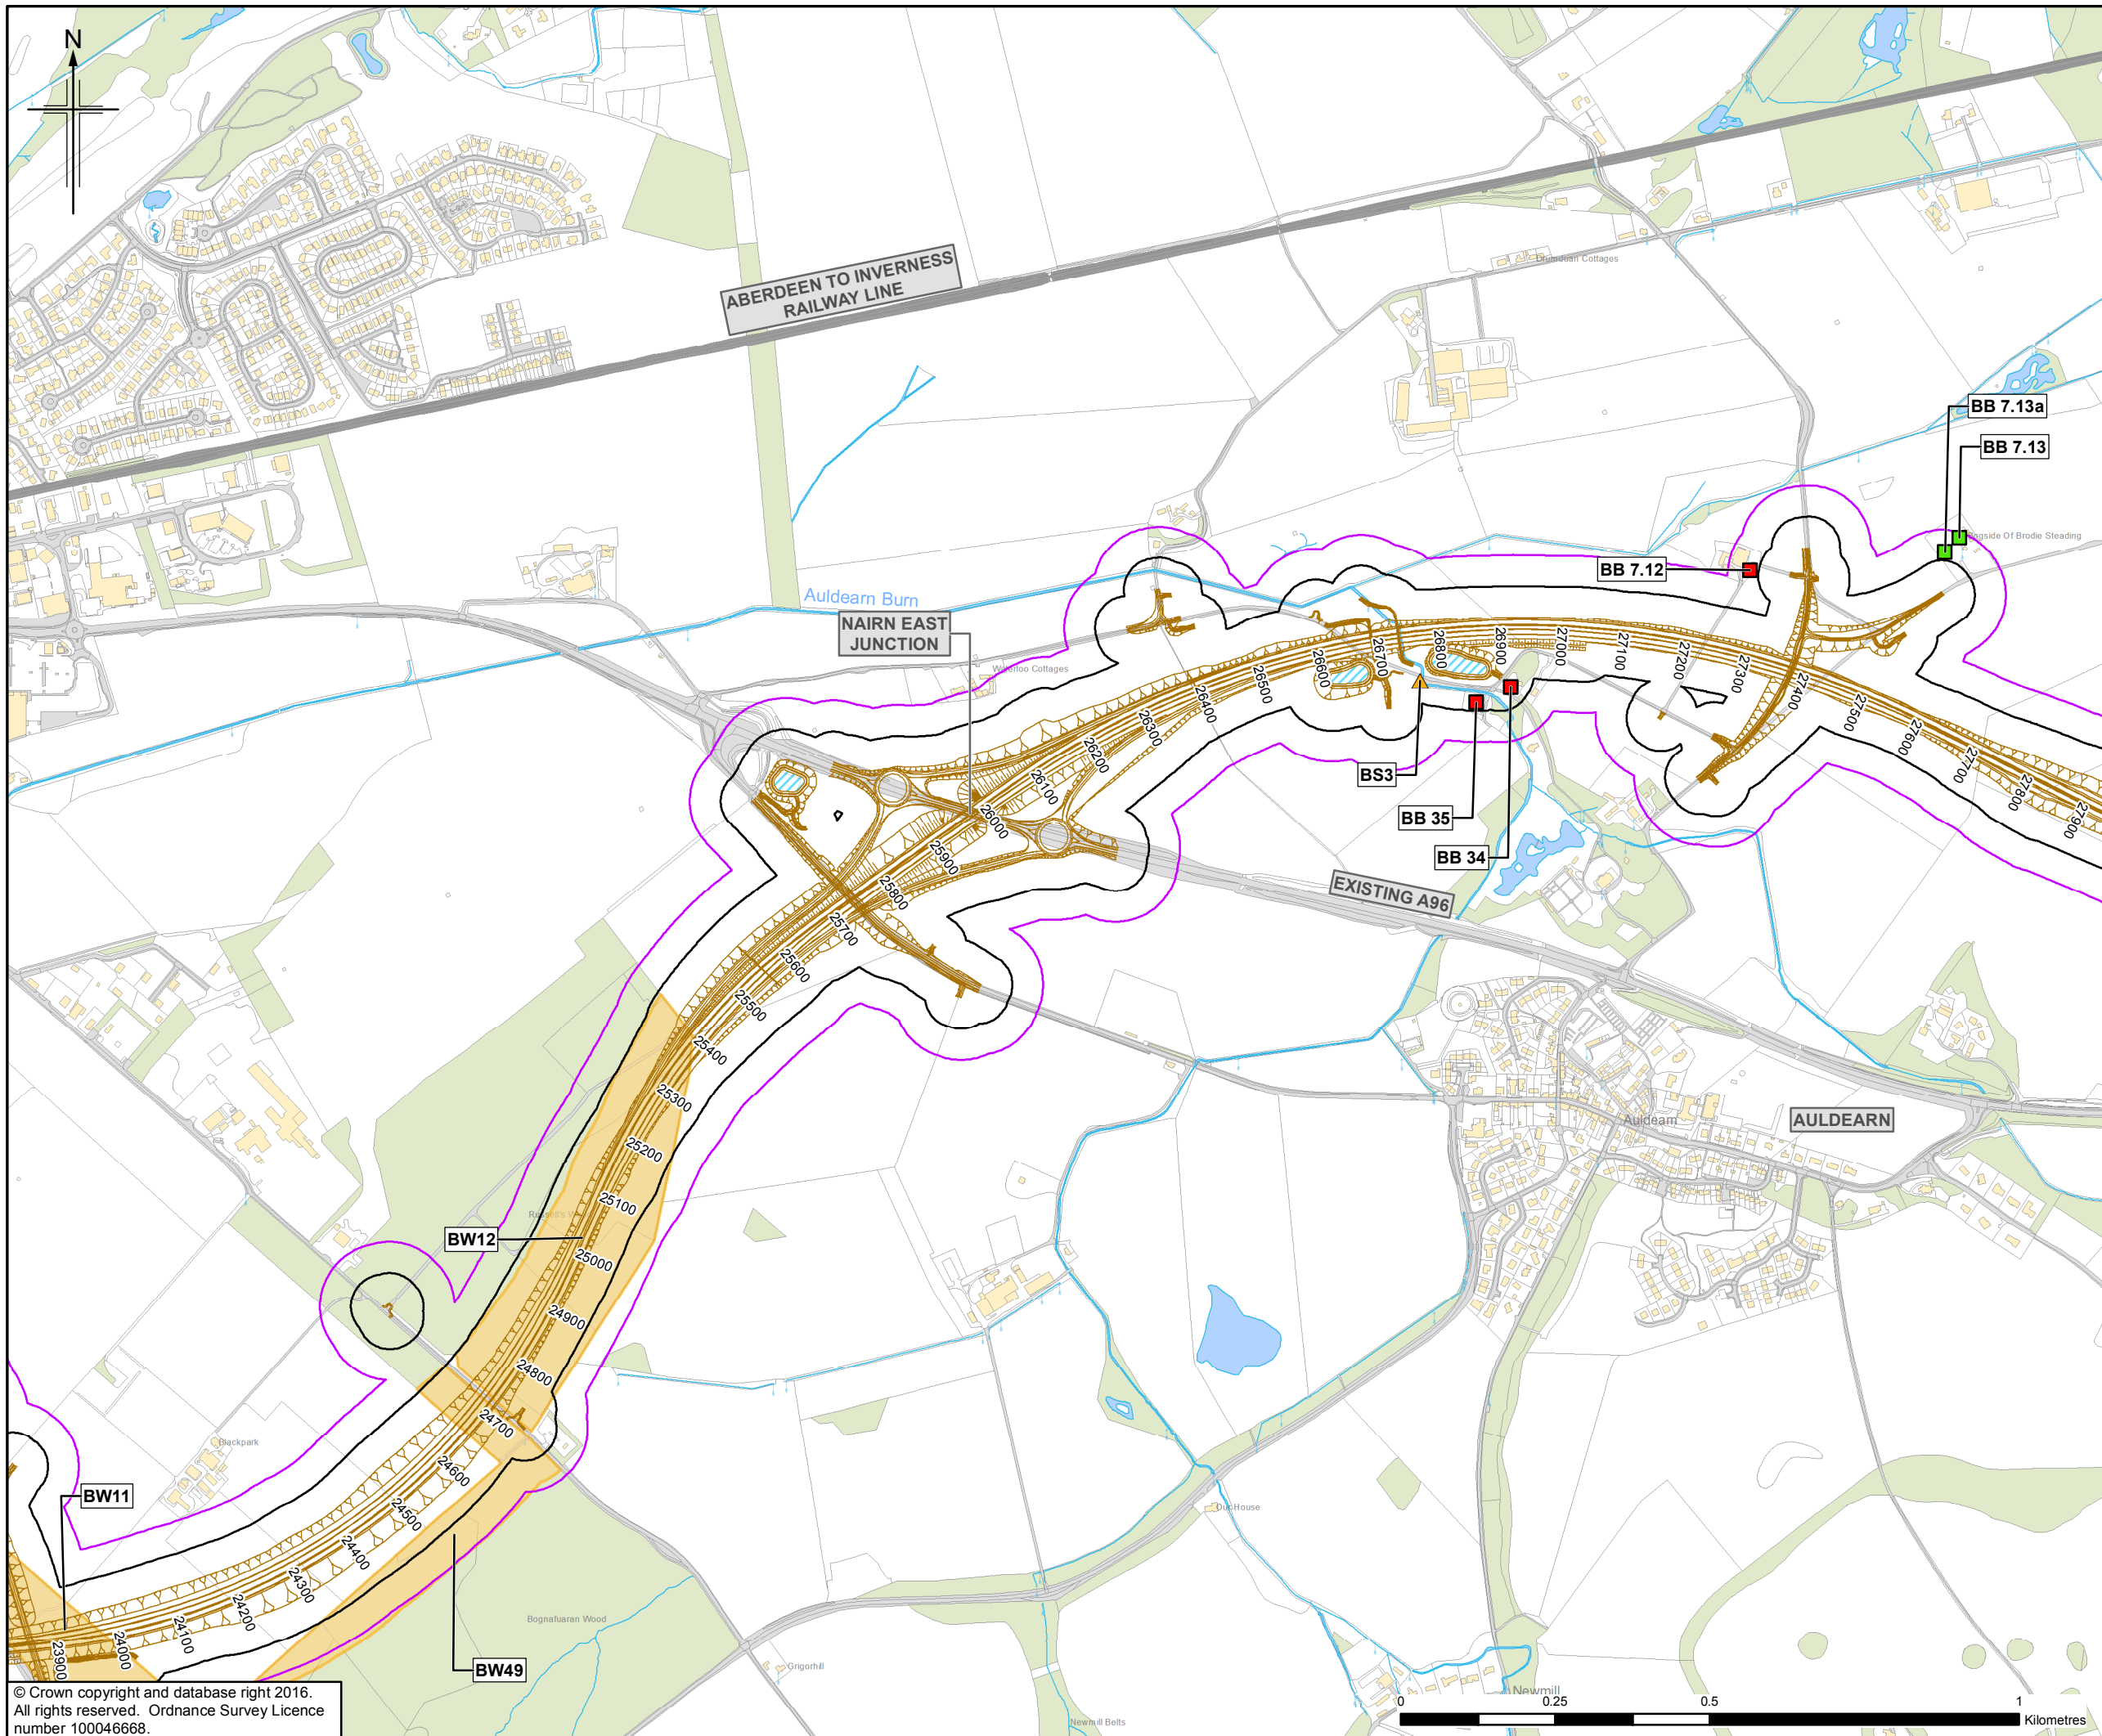 N
ABERDEEN TO INVERNESS
RAILWAY LINE
Drumduan Cottages
BB 7.13a
BB 7.13
Bogside Of Brodie Steading
BB 7.12
Auldearn Burn
NAIRN EAST
JUNCTION
Waterloo Cottages
BS3
BB 35
BB 34
EXISTING A96
27900
27800
27700
27600
27500
27400
27300
27200
27100
27000
26900
26800
26700
26600
26500
26400
26300
26200
26100
26000
25900
25800
25700
25600
25500
25400
25300
25200
25100
25000
24900
24800
24700
24600
24500
24400
24300
24200
24100
24000
23900
Auldearn
AULDEARN
BW12
Blackpark
BW11
BW49
Bognafuaran Wood
Grigorhill
Newmill
Newmill Belts
© Crown copyright and database right 2016.
All rights reserved. Ordnance Survey Licence
number 100046668.
0 0.25 0.5 1
Kilometres